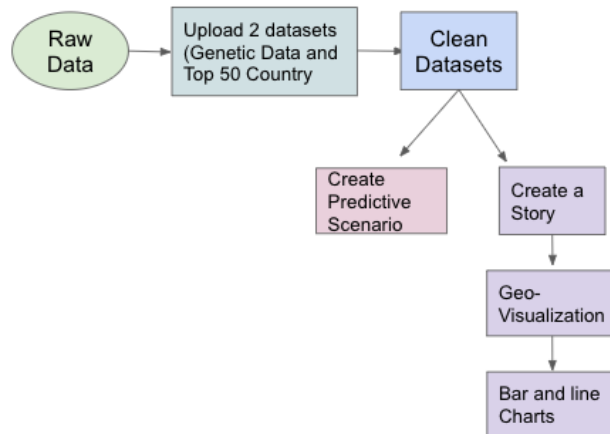 Raw
Data
Upload 2 datasets
(Genetic Data and
Top 50 Country
Clean
Datasets
Create
Predictive
Scenario
Create a
Story
Geo-
Visualization
Bar and line
Charts